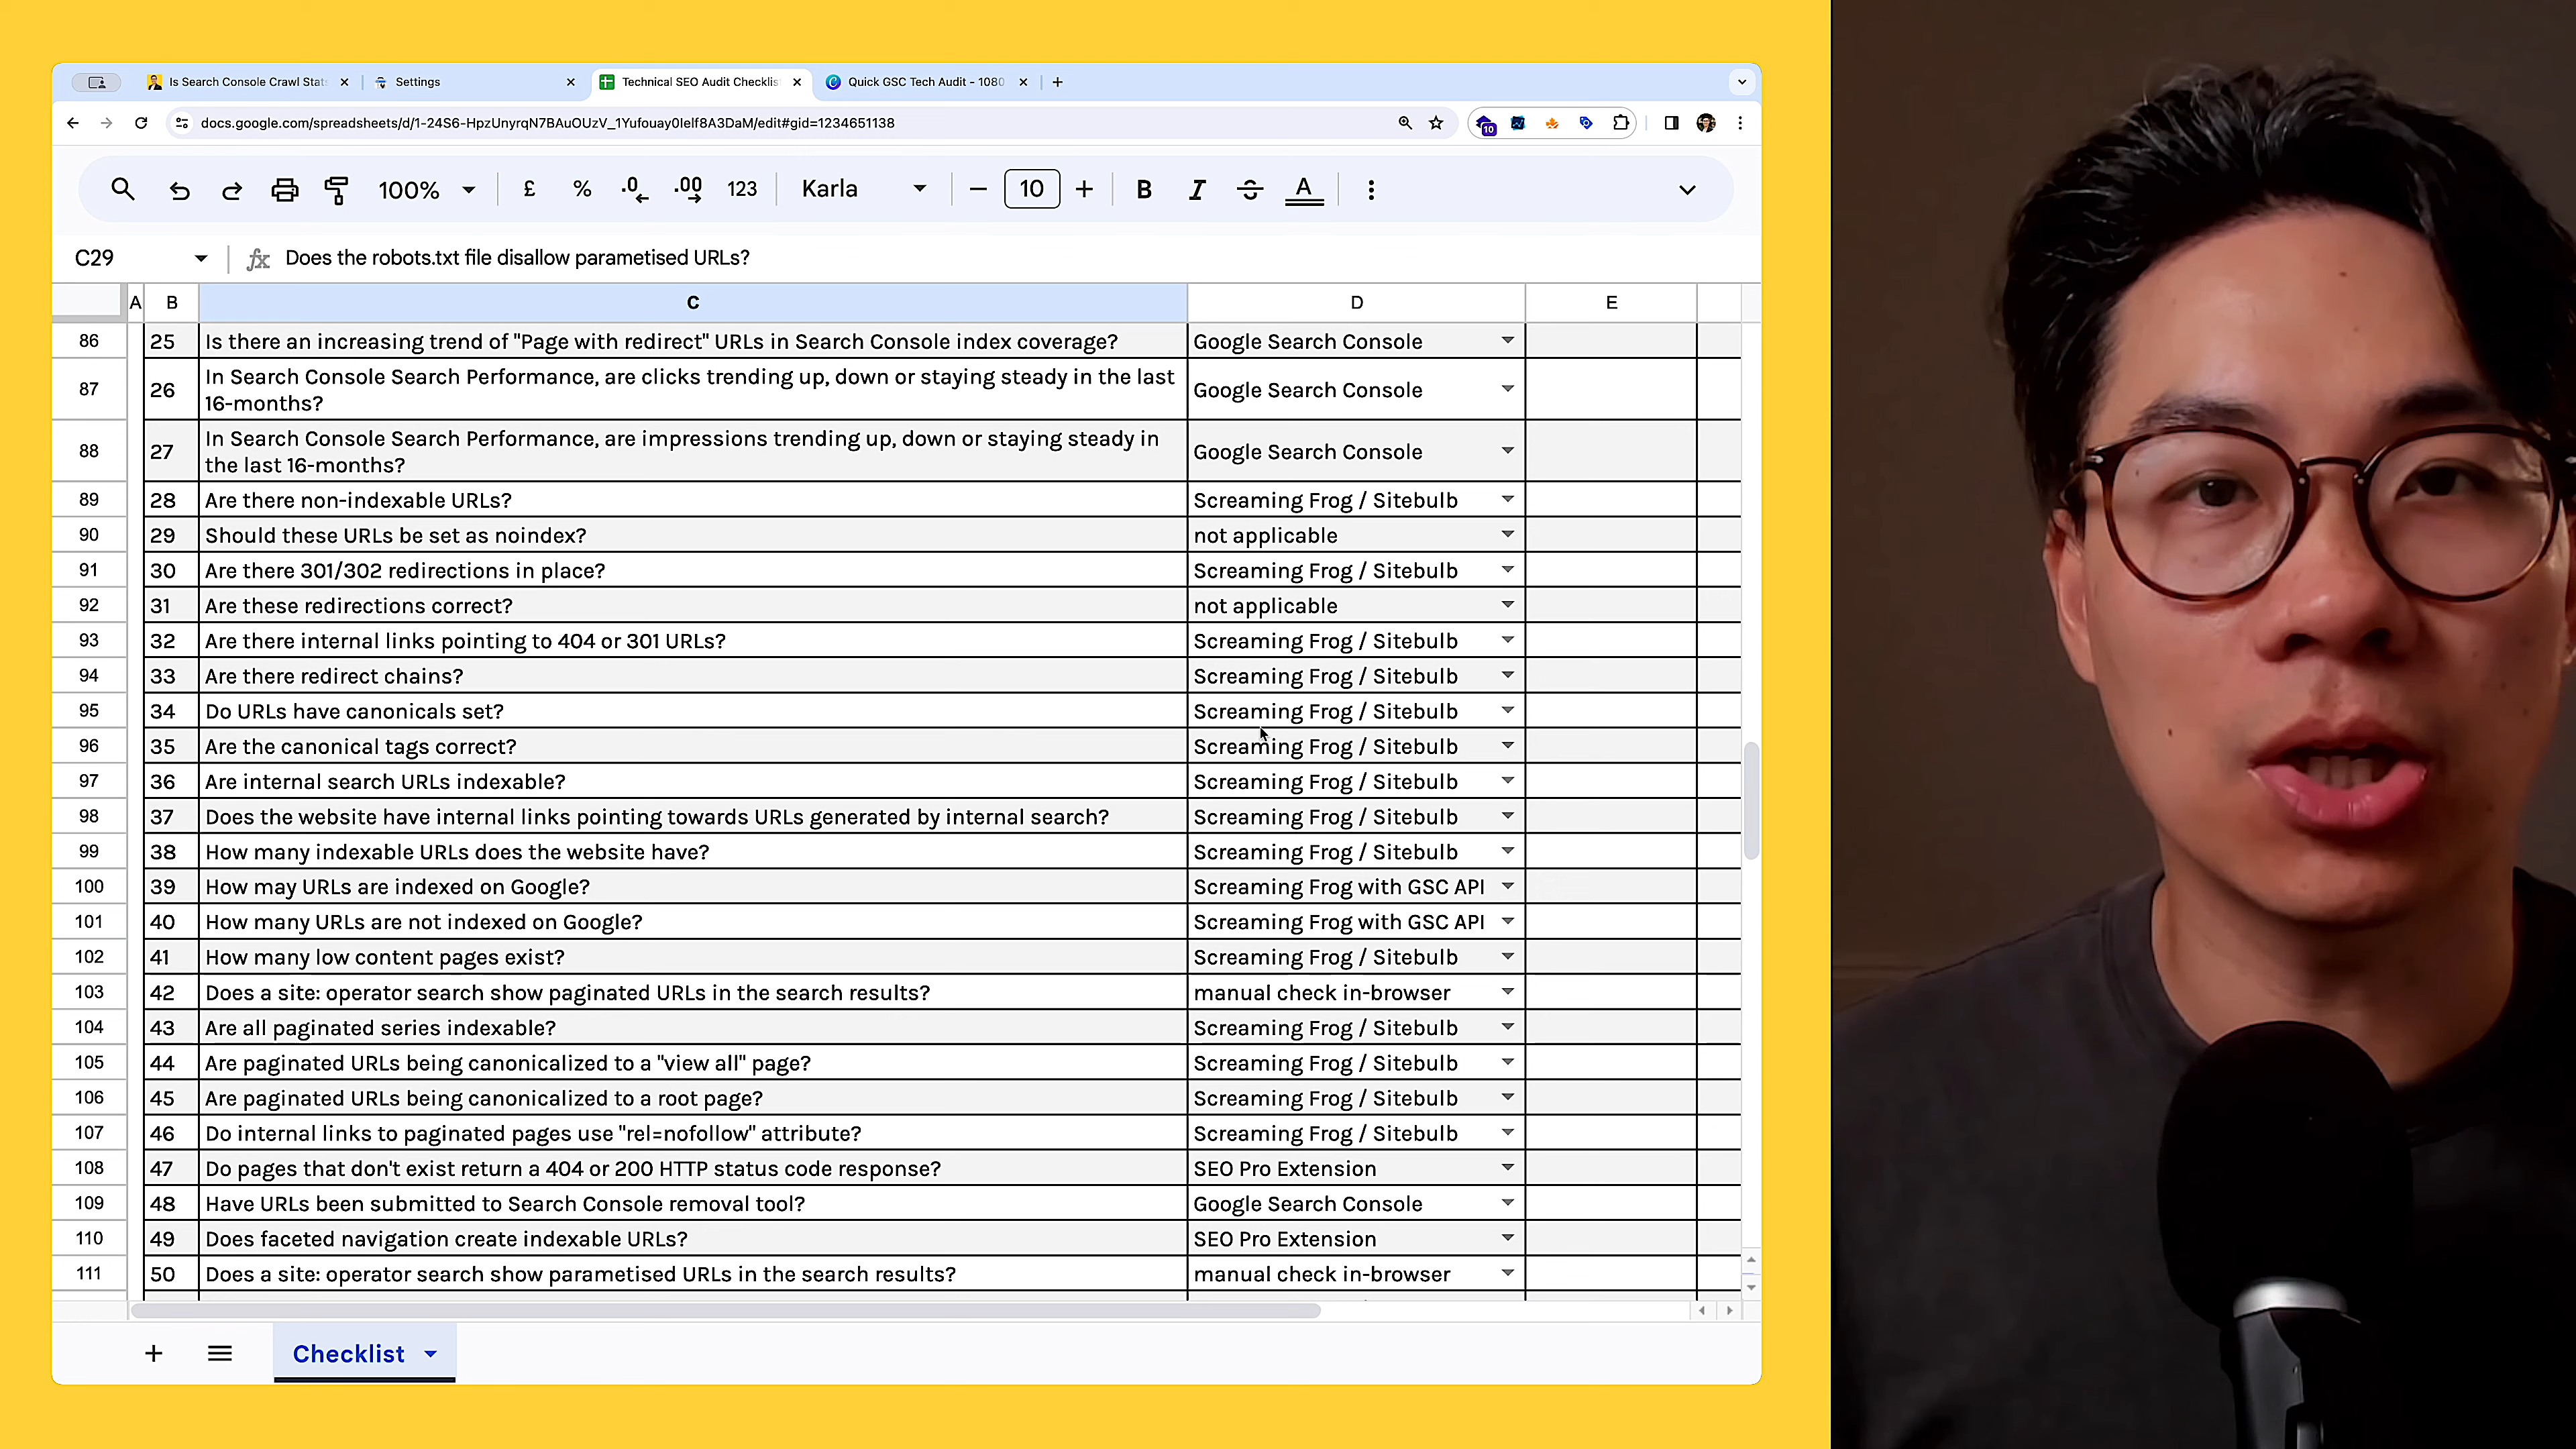 Is Search Console Crawl Stat
Settings
Technical SEO Audit Checklis
Quick GSC Tech Audit - 1080
docs.google.com/spreadsheets/d/1-24S6-HpzUnyrqN7BAuOUzV_1Yufouay0lelf8A3DaM/edit#gid=1234651138
10
100%
£ % .0 .00 123
Karla
10
B I S A
C29
fx Does the robots.txt file disallow parametised URLs?
A B C D E
86 25 Is there an increasing trend of "Page with redirect" URLs in Search Console index coverage? Google Search Console
87 26 In Search Console Search Performance, are clicks trending up, down or staying steady in the last
16-months? Google Search Console
88 27 In Search Console Search Performance, are impressions trending up, down or staying steady in
the last 16-months? Google Search Console
89 28 Are there non-indexable URLs? Screaming Frog / Sitebulb
90 29 Should these URLs be set as noindex? not applicable
91 30 Are there 301/302 redirections in place? Screaming Frog / Sitebulb
92 31 Are these redirections correct? not applicable
93 32 Are there internal links pointing to 404 or 301 URLs? Screaming Frog / Sitebulb
94 33 Are there redirect chains? Screaming Frog / Sitebulb
95 34 Do URLs have canonicals set? Screaming Frog / Sitebulb
96 35 Are the canonical tags correct? Screaming Frog / Sitebulb
97 36 Are internal search URLs indexable? Screaming Frog / Sitebulb
98 37 Does the website have internal links pointing towards URLs generated by internal search? Screaming Frog / Sitebulb
99 38 How many indexable URLs does the website have? Screaming Frog / Sitebulb
100 39 How may URLs are indexed on Google? Screaming Frog with GSC API
101 40 How many URLs are not indexed on Google? Screaming Frog with GSC API
102 41 How many low content pages exist? Screaming Frog / Sitebulb
103 42 Does a site: operator search show paginated URLs in the search results? manual check in-browser
104 43 Are all paginated series indexable? Screaming Frog / Sitebulb
105 44 Are paginated URLs being canonicalized to a "view all" page? Screaming Frog / Sitebulb
106 45 Are paginated URLs being canonicalized to a root page? Screaming Frog / Sitebulb
107 46 Do internal links to paginated pages use "rel=nofollow" attribute? Screaming Frog / Sitebulb
108 47 Do pages that don't exist return a 404 or 200 HTTP status code response? SEO Pro Extension
109 48 Have URLs been submitted to Search Console removal tool? Google Search Console
110 49 Does faceted navigation create indexable URLs? SEO Pro Extension
111 50 Does a site: operator search show parametised URLs in the search results? manual check in-browser
Checklist